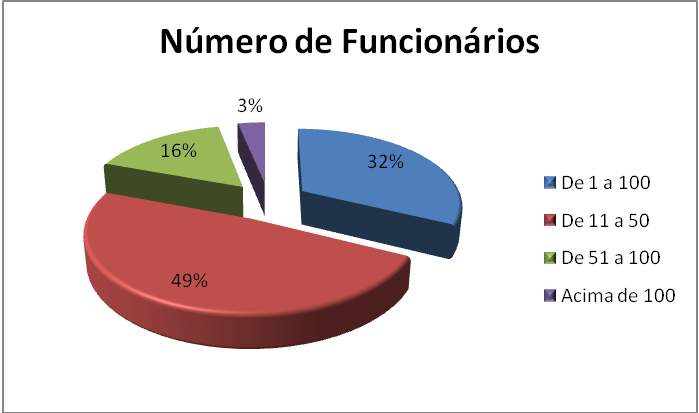 Número de Funcionários
3%
16%
32%
49%
De 1 a 100
De 11 a 50
De 51 a 100
Acima de 100